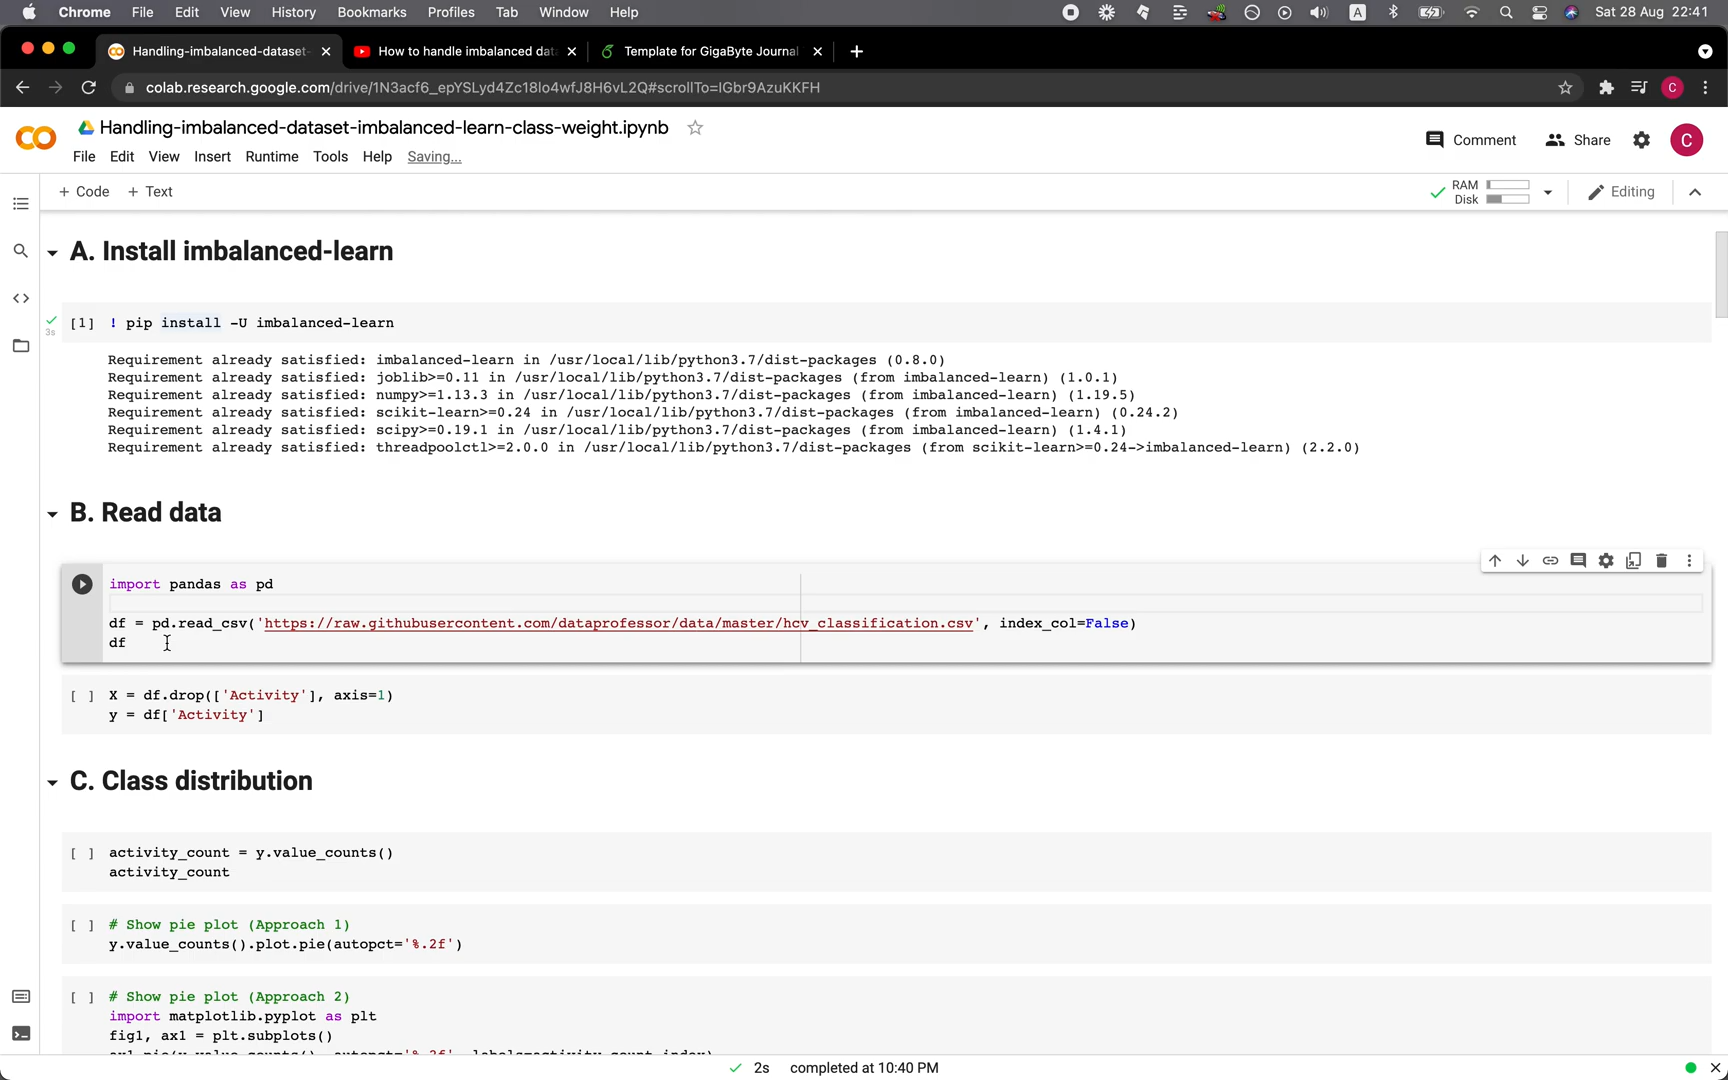 Chrome File Edit View History Bookmarks Profiles Tab Window Help
A
Sat 28 Aug 22:41
Handling-imbalanced-dataset-
How to handle imbalanced dat
Template for GigaByte Journal
colab.research.google.com/drive/1N3acf6_epYSLyd4Zc18lo4wfJ8H6vL2Q#scrollTo=lGbr9AzuKKFH
C
Handling-imbalanced-dataset-imbalanced-learn-class-weight.ipynb
Comment
Share
C
File Edit View Insert Runtime Tools Help Saving...
+ Code + Text
RAM
Disk
Editing
A. Install imbalanced-learn
3s
[1] ! pip install -U imbalanced-learn
Requirement already satisfied: imbalanced-learn in /usr/local/lib/python3.7/dist-packages (0.8.0)
Requirement already satisfied: joblib>=0.11 in /usr/local/lib/python3.7/dist-packages (from imbalanced-learn) (1.0.1)
Requirement already satisfied: numpy>=1.13.3 in /usr/local/lib/python3.7/dist-packages (from imbalanced-learn) (1.19.5)
Requirement already satisfied: scikit-learn>=0.24 in /usr/local/lib/python3.7/dist-packages (from imbalanced-learn) (0.24.2)
Requirement already satisfied: scipy>=0.19.1 in /usr/local/lib/python3.7/dist-packages (from imbalanced-learn) (1.4.1)
Requirement already satisfied: threadpoolctl>=2.0.0 in /usr/local/lib/python3.7/dist-packages (from scikit-learn>=0.24->imbalanced-learn) (2.2.0)
B. Read data
import pandas as pd
df = pd.read_csv('https://raw.githubusercontent.com/dataprofessor/data/master/hcv_classification.csv', index_col=False)
df
[ ] X = df.drop(['Activity'], axis=1)
y = df['Activity']
C. Class distribution
[ ] activity_count = y.value_counts()
activity_count
[ ] # Show pie plot (Approach 1)
y.value_counts().plot.pie(autopct='%.2f')
[ ] # Show pie plot (Approach 2)
import matplotlib.pyplot as plt
fig1, ax1 = plt.subplots()
ax1.pie(y.value_counts(), autopct='%.2f', labels=activity_count.index)
2s completed at 10:40 PM